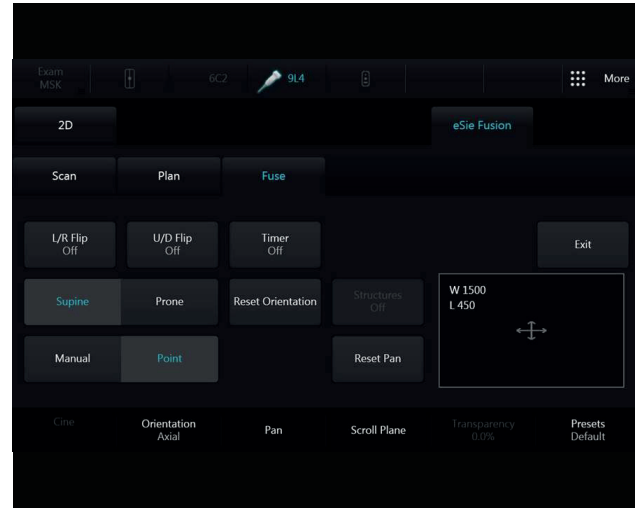 Exam
MSK
6C2
9L4
More
2D
eSie Fusion
Scan
Plan
Fuse
L/R Flip
Off
U/D Flip
Off
Timer
Off
Exit
Supine
Prone
Reset Orientation
Structures
Off
W 1500
L 450
Manual
Point
Reset Pan
Cine
Orientation
Axial
Pan
Scroll Plane
Transparency
0.0%
Presets
Default